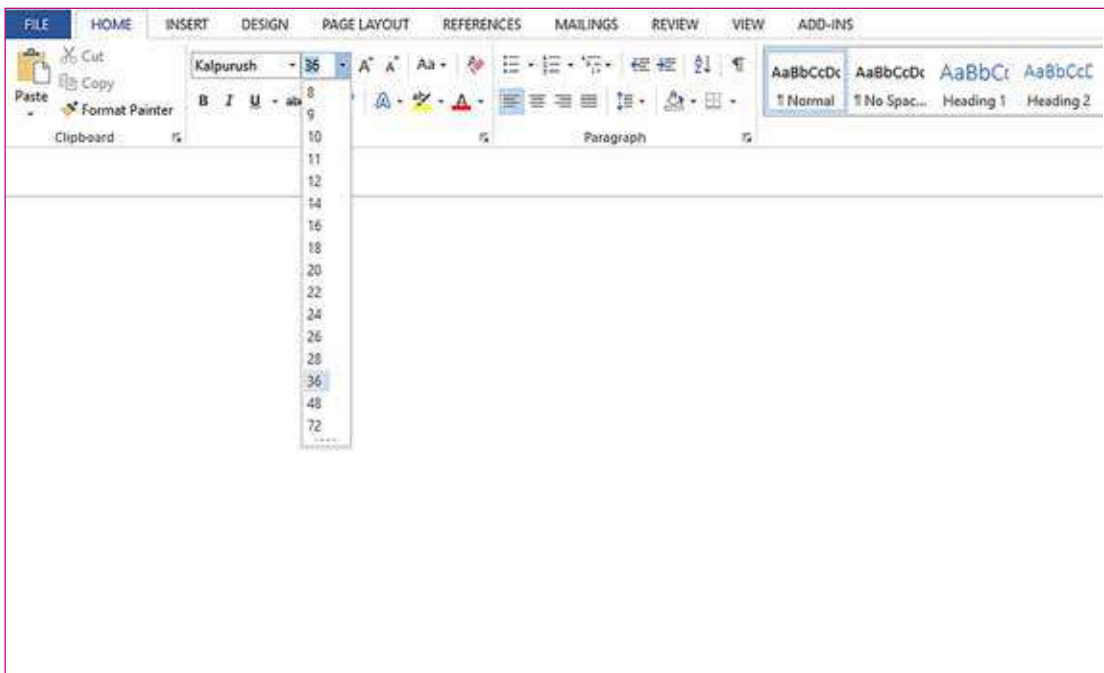 FILE HOME INSERT DESIGN PAGE LAYOUT REFERENCES MAILINGS REVIEW VIEW ADD-INS
Cut
Copy
Paste
Format Painter
Clipboard
Kalpurush 36
Aa
B I U ab
8
9
10
11
12
14
16
18
20
22
24
26
28
36
48
72
Paragraph
AaBbCcDc AaBbCcDc AaBbCc AaBbCcC
¶ Normal ¶ No Spac... Heading 1 Heading 2